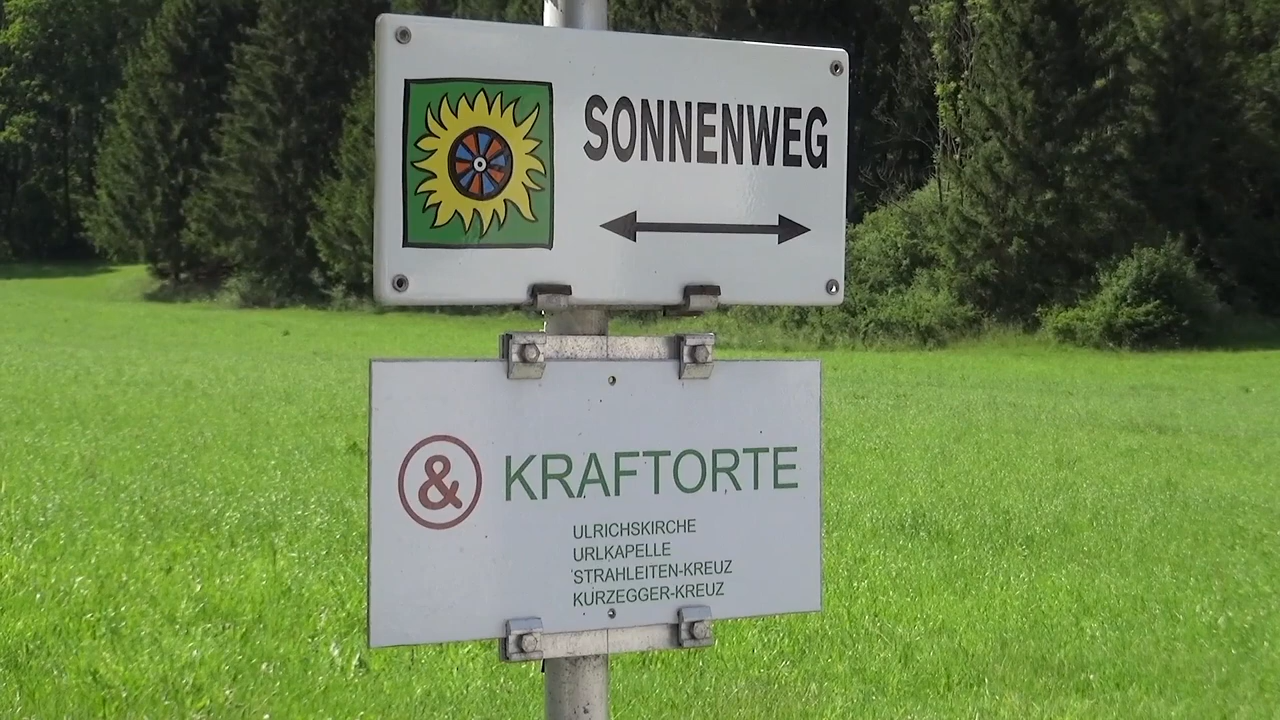 SONNENWEG
& KRAFTORTE
ULRICHSKIRCHE
URLKAPELLE
STRAHLEITEN-KREUZ
KURZEGGER-KREUZ